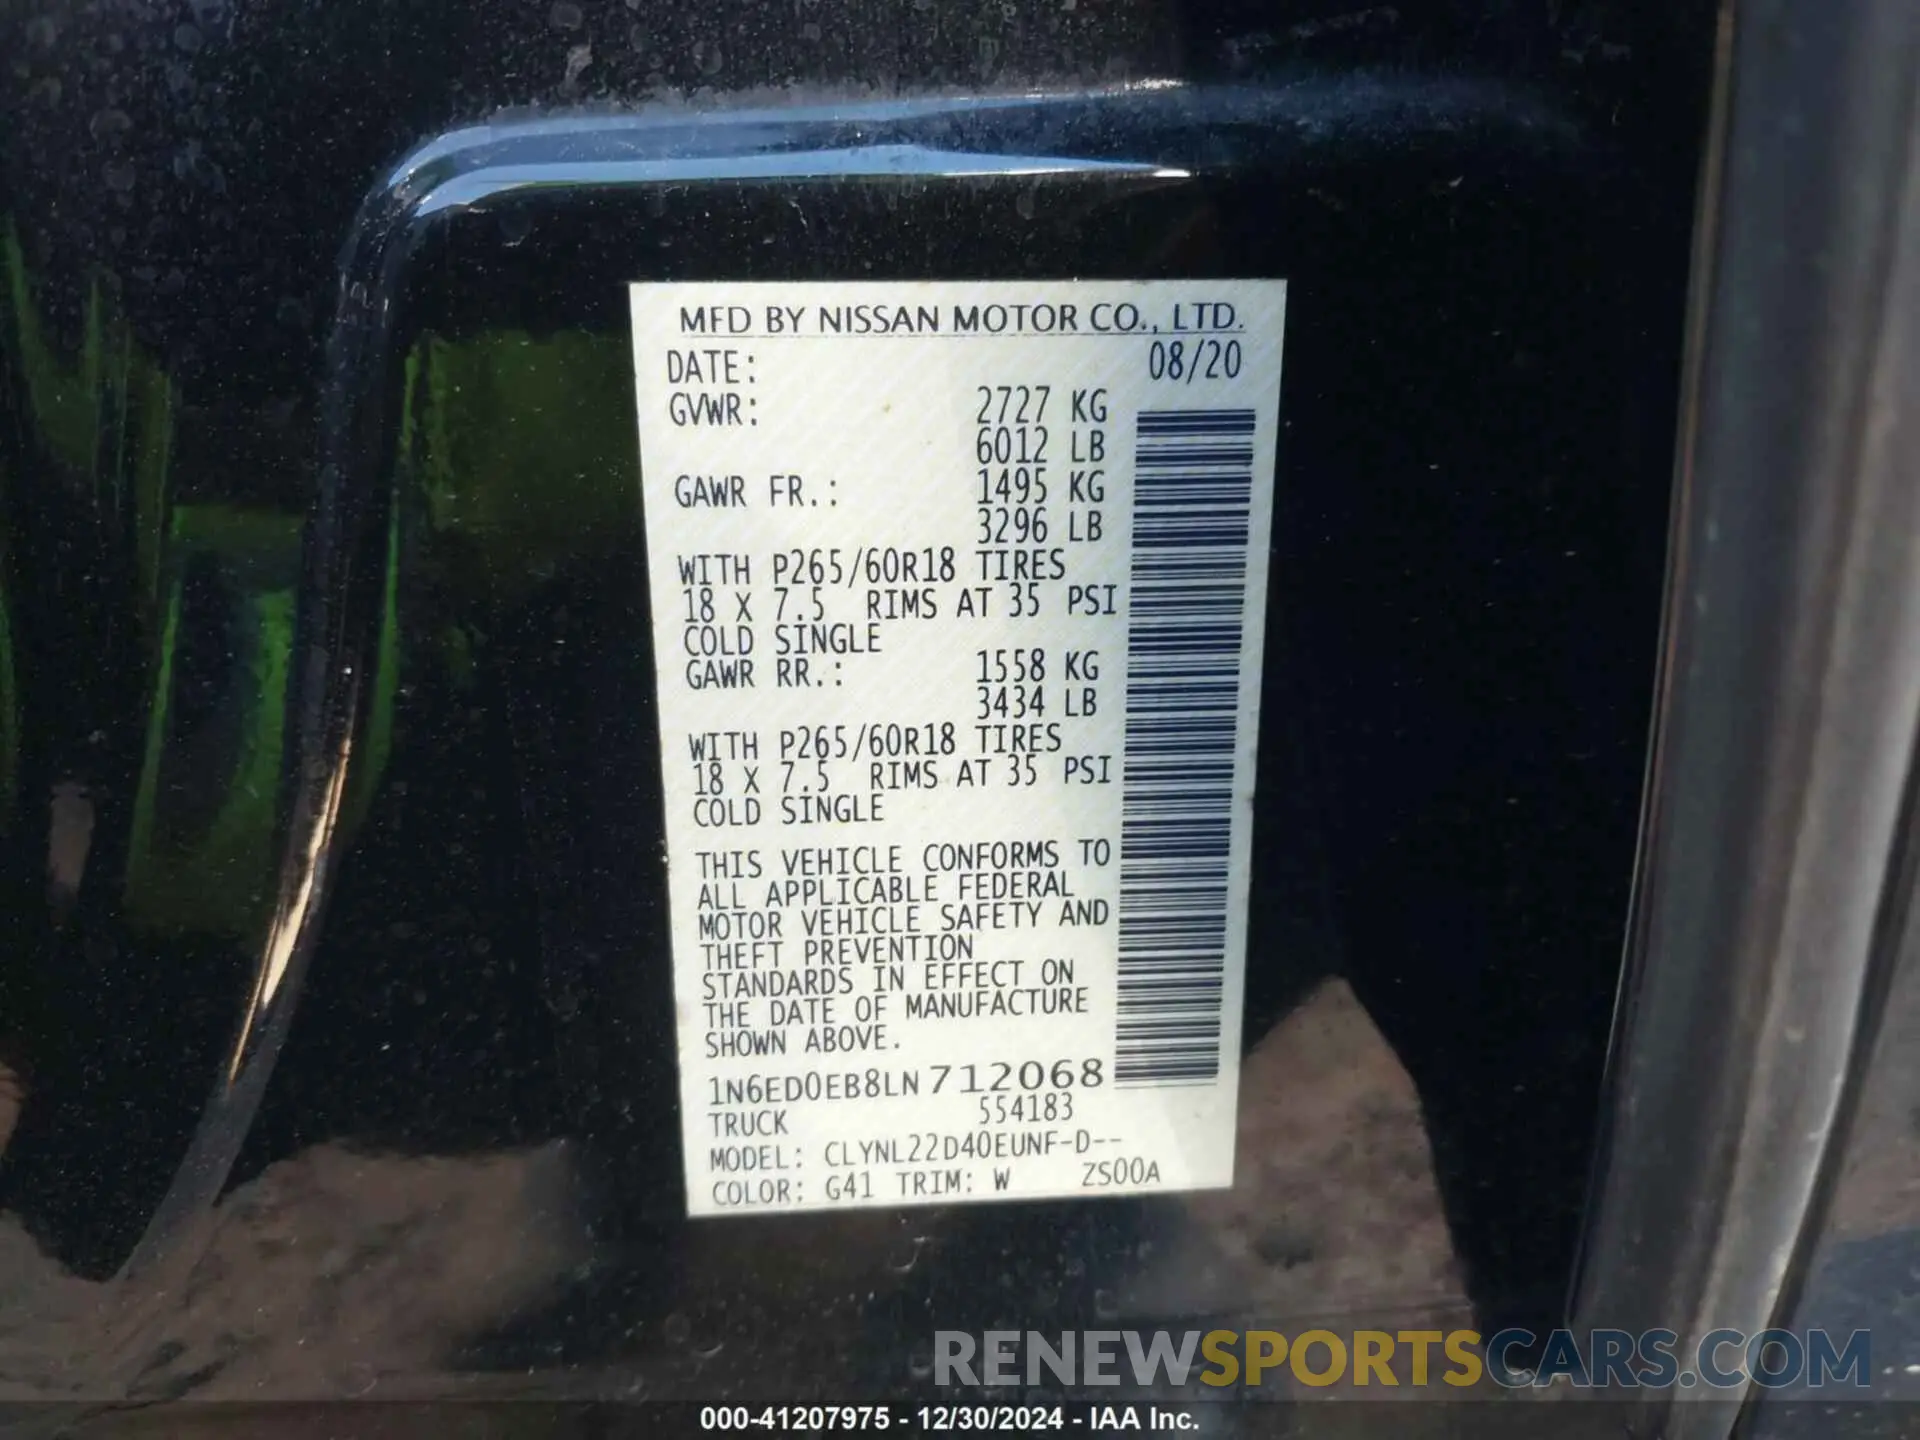 MFD BY NISSAN MOTOR CO., LTD.
DATE: 08/20
GVWR: 2727 KG
6012 LB
GAWR FR.: 1495 KG
3296 LB
WITH P265/60R18 TIRES
18 X 7.5 RIMS AT 35 PSI
COLD SINGLE
GAWR RR.: 1558 KG
3434 LB
WITH P265/60R18 TIRES
18 X 7.5 RIMS AT 35 PSI
COLD SINGLE
THIS VEHICLE CONFORMS TO
ALL APPLICABLE FEDERAL
MOTOR VEHICLE SAFETY AND
THEFT PREVENTION
STANDARDS IN EFFECT ON
THE DATE OF MANUFACTURE
SHOWN ABOVE.
1N6ED0EB8LN712068
TRUCK 554183
MODEL: CLYNL22D40EUNF-D--
COLOR: G41 TRIM: W ZS00A
RENEWSPORTSCARS.COM
000-41207975 - 12/30/2024 - IAA Inc.